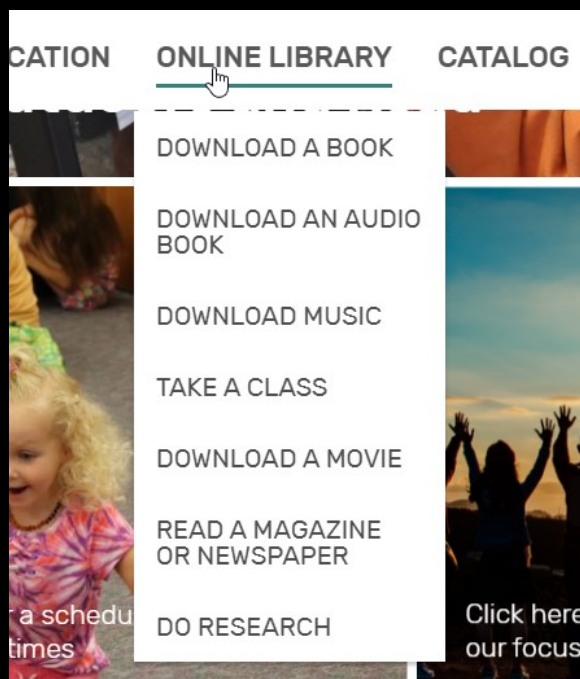 CATION ONLINE LIBRARY CATALOG
DOWNLOAD A BOOK
DOWNLOAD AN AUDIO
BOOK
DOWNLOAD MUSIC
TAKE A CLASS
DOWNLOAD A MOVIE
READ A MAGAZINE
OR NEWSPAPER
DO RESEARCH
a schedu
times
Click here
our focus